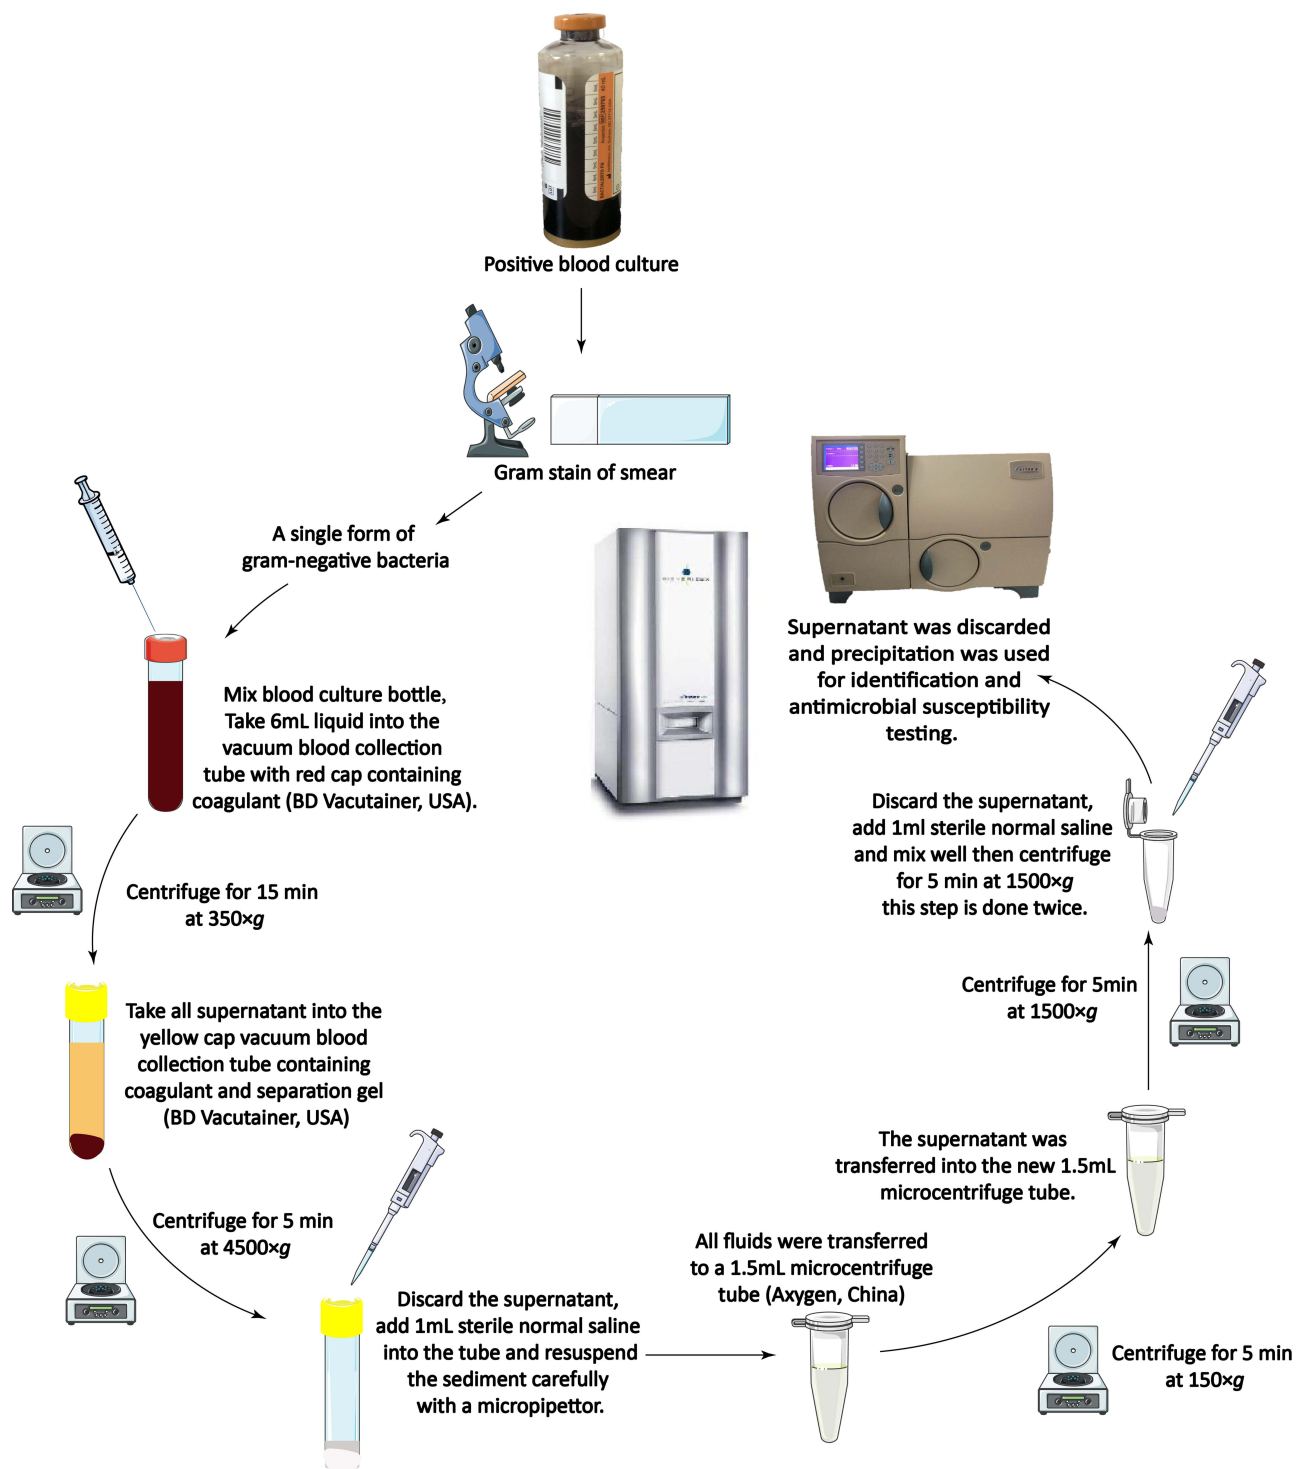 Positive blood culture
Gram stain of smear
A single form of
gram-negative bacteria
Mix blood culture bottle,
Take 6mL liquid into the
vacuum blood collection
tube with red cap containing
coagulant (BD Vacutainer, USA).
Centrifuge for 15 min
at 350×g
Take all supernatant into the
yellow cap vacuum blood
collection tube containing
coagulant and separation gel
(BD Vacutainer, USA)
Centrifuge for 5 min
at 4500×g
Discard the supernatant,
add 1mL sterile normal saline
into the tube and resuspend
the sediment carefully
with a micropipettor.
All fluids were transferred
to a 1.5mL microcentrifuge
tube (Axygen, China)
Centrifuge for 5 min
at 150×g
The supernatant was
transferred into the new 1.5mL
microcentrifuge tube.
Centrifuge for 5min
at 1500×g
Discard the supernatant,
add 1ml sterile normal saline
and mix well then centrifuge
for 5 min at 1500×g
this step is done twice.
Supernatant was discarded
and precipitation was used
for identification and
antimicrobial susceptibility
testing.